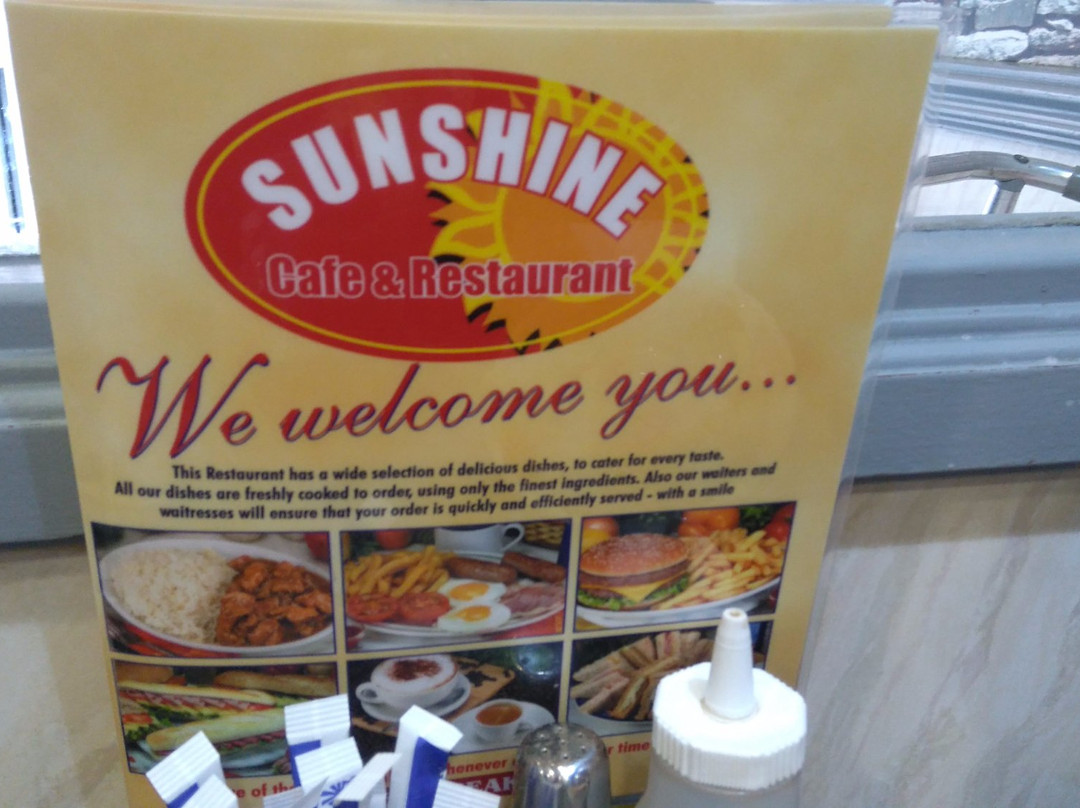 SUNSHINE
Cafe & Restaurant
We welcome you...
This Restaurant has a wide selection of delicious dishes, to cater for every taste.
All our dishes are freshly cooked to order, using only the finest ingredients. Also our waiters and
waitresses will ensure that your order is quickly and efficiently served - with a smile
time
of